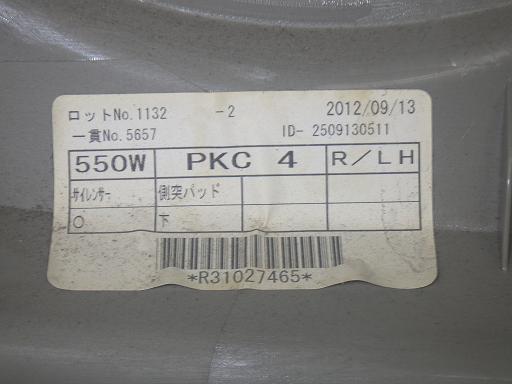 ロットNo.1132 -2 2012/09/13
一貫No.5657 ID- 2509130511
550W PKC 4 R/LH
ｻｲﾚﾝｻｰ 側突パッド
○ 下
*R31027465*